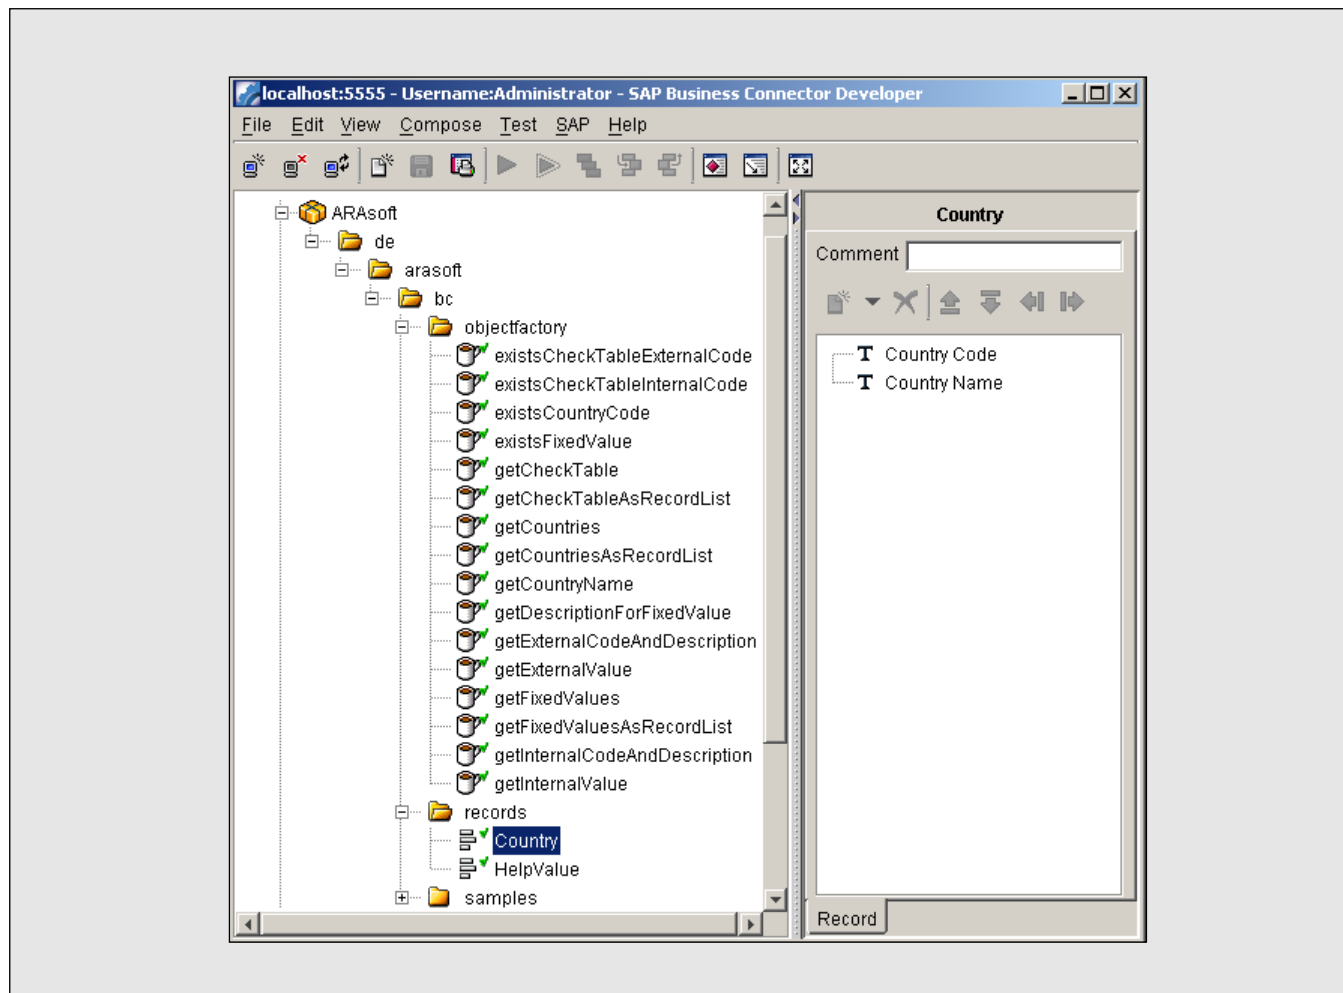 localhost:5555 - Username:Administrator - SAP Business Connector Developer
File Edit View Compose Test SAP Help
ARAsoft
de
arasoft
bc
objectfactory
existsCheckTableExternalCode
existsCheckTableInternalCode
existsCountryCode
existsFixedValue
getCheckTable
getCheckTableAsRecordList
getCountries
getCountriesAsRecordList
getCountryName
getDescriptionForFixedValue
getExternalCodeAndDescription
getExternalValue
getFixedValues
getFixedValuesAsRecordList
getInternalCodeAndDescription
getInternalValue
records
Country
HelpValue
samples
Country
Comment
T Country Code
T Country Name
Record